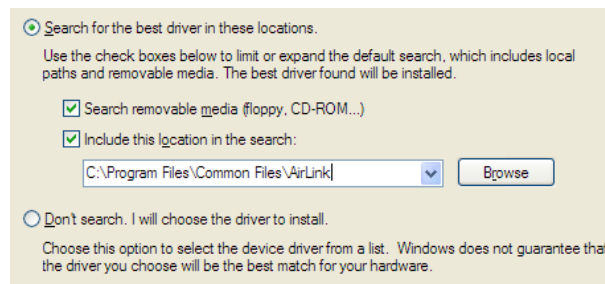 Search for the best driver in these locations.
Use the check boxes below to limit or expand the default search, which includes local
paths and removable media. The best driver found will be installed.
Search removable media (floppy, CD-ROM...)
Include this location in the search:
C:\Program Files\Common Files\AirLink
Browse
Don't search. I will choose the driver to install.
Choose this option to select the device driver from a list. Windows does not guarantee that
the driver you choose will be the best match for your hardware.